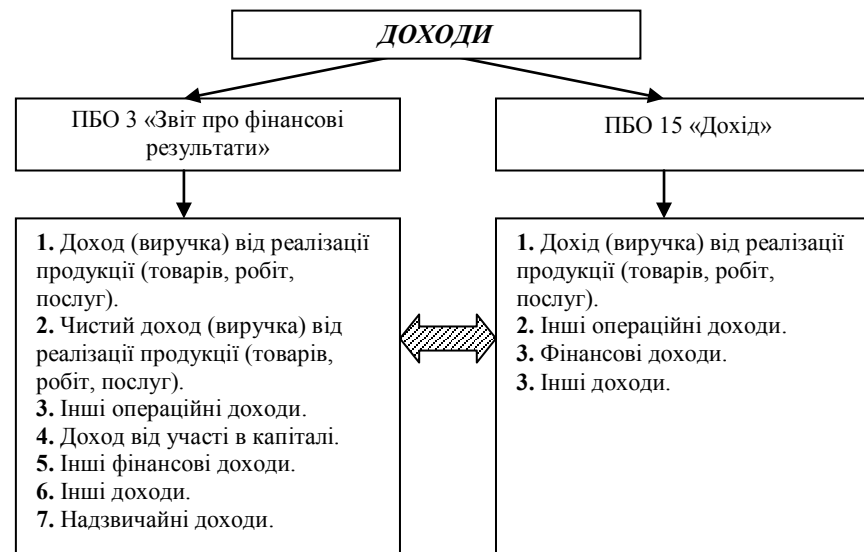 ДОХОДИ
ПБО 3 «Звіт про фінансові
результати»
ПБО 15 «Дохід»
1. Доход (виручка) від реалізації
продукції (товарів, робіт,
послуг).
2. Чистий доход (виручка) від
реалізації продукції (товарів,
робіт, послуг).
3. Інші операційні доходи.
4. Доход від участі в капіталі.
5. Інші фінансові доходи.
6. Інші доходи.
7. Надзвичайні доходи.
1. Дохід (виручка) від реалізації
продукції (товарів, робіт,
послуг).
2. Інші операційні доходи.
3. Фінансові доходи.
3. Інші доходи.